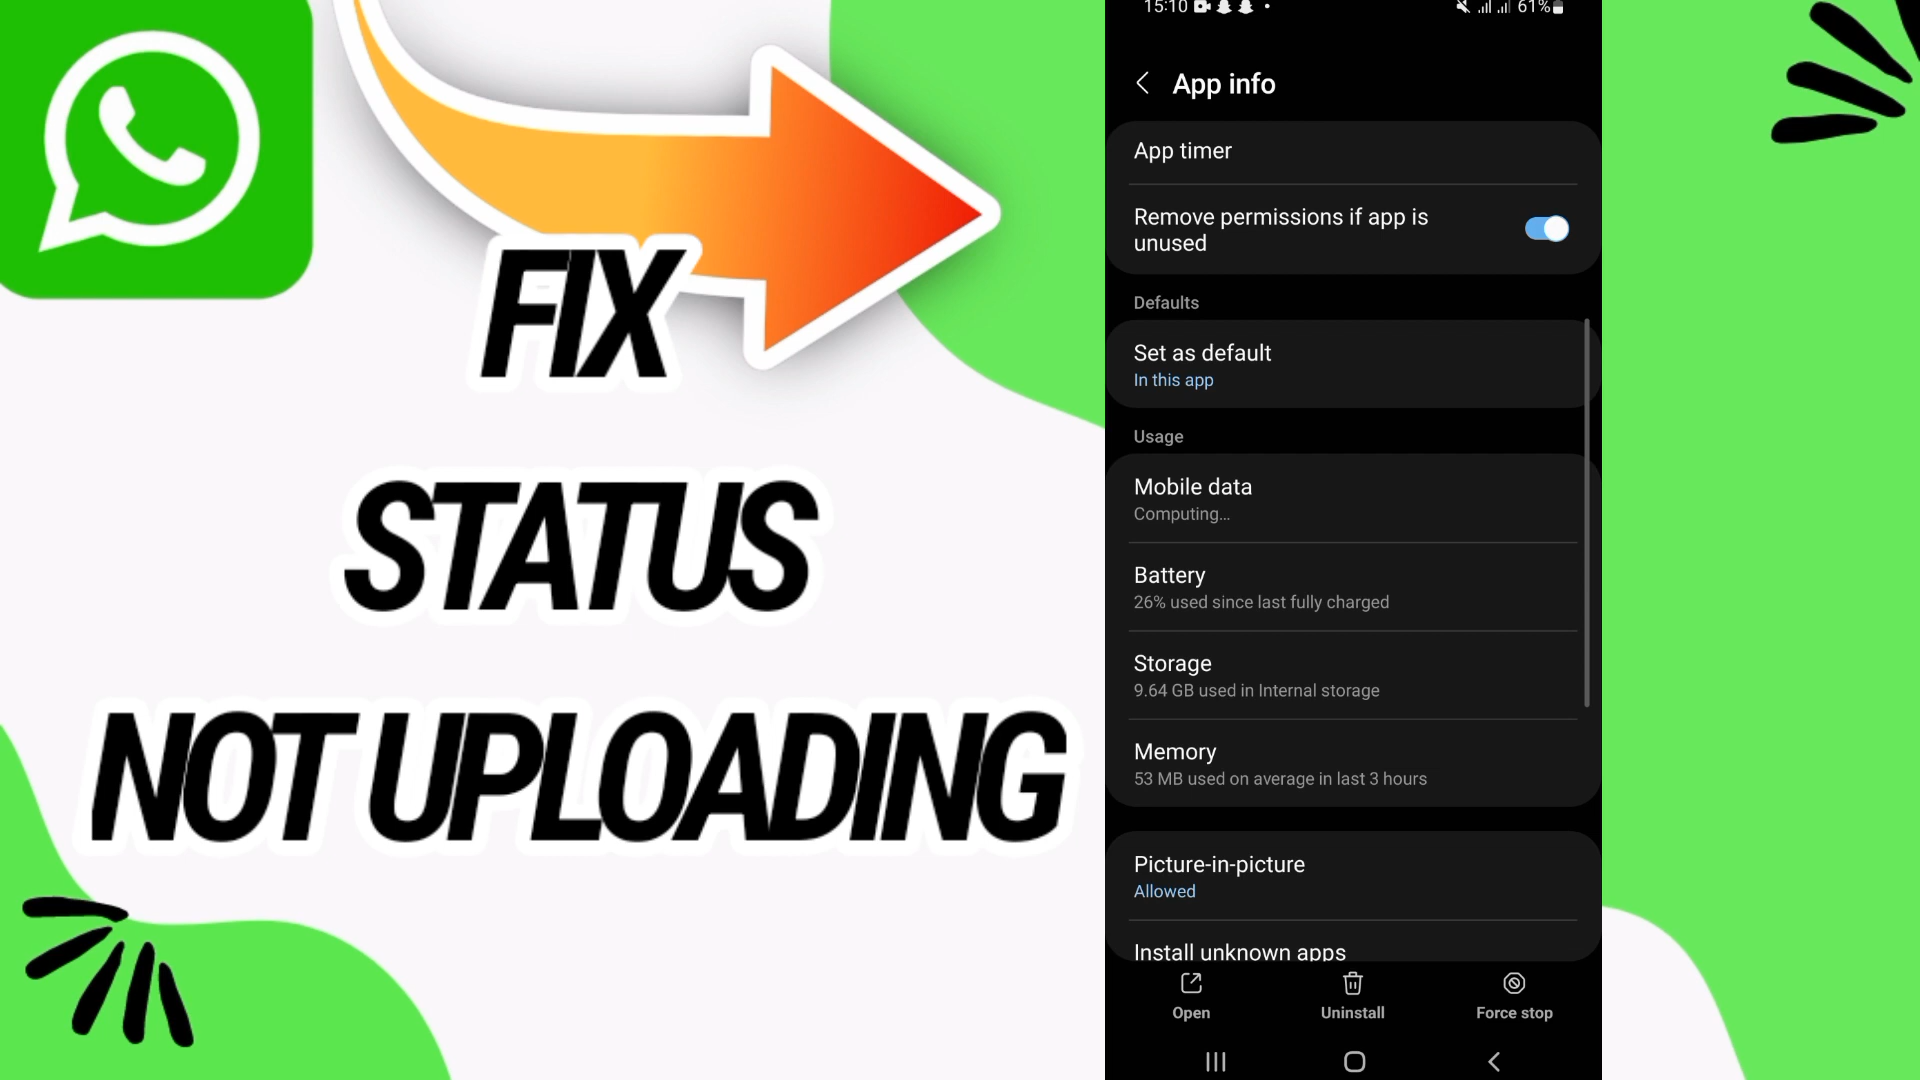 FIX
STATUS
NOT UPLOADING
15:10
61%
App info
App timer
Remove permissions if app is
unused
Defaults
Set as default
In this app
Usage
Mobile data
Computing...
Battery
26% used since last fully charged
Storage
9.64 GB used in Internal storage
Memory
53 MB used on average in last 3 hours
Picture-in-picture
Allowed
Install unknown apps
Open
Uninstall
Force stop